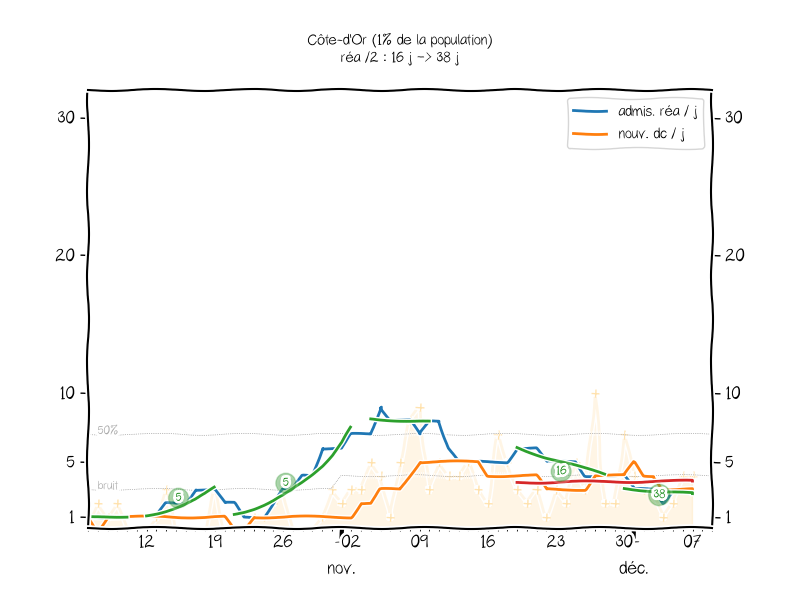 Côte-d'Or (1% de la population)
réa /2 : 16 j -> 38 j
admis. réa / j
nouv. dc / j
30
30
20
20
10
10
50%
5
5
bruit
5
5
16
38
1
1
12 19 26 02 09 16 23 30 07
nov. déc.